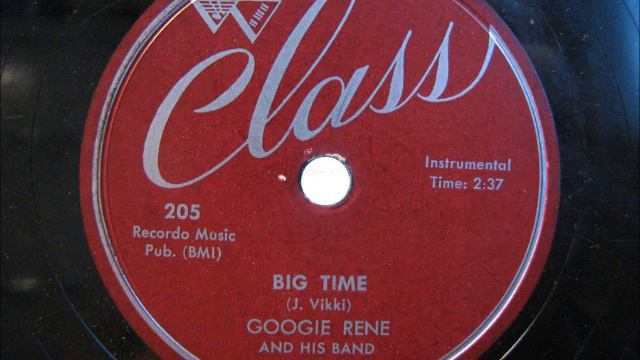 Class
Instrumental
Time: 2:37
205
Recordo Music
Pub. (BMI)
BIG TIME
(J. Vikki)
GOOGIE RENE
AND HIS BAND